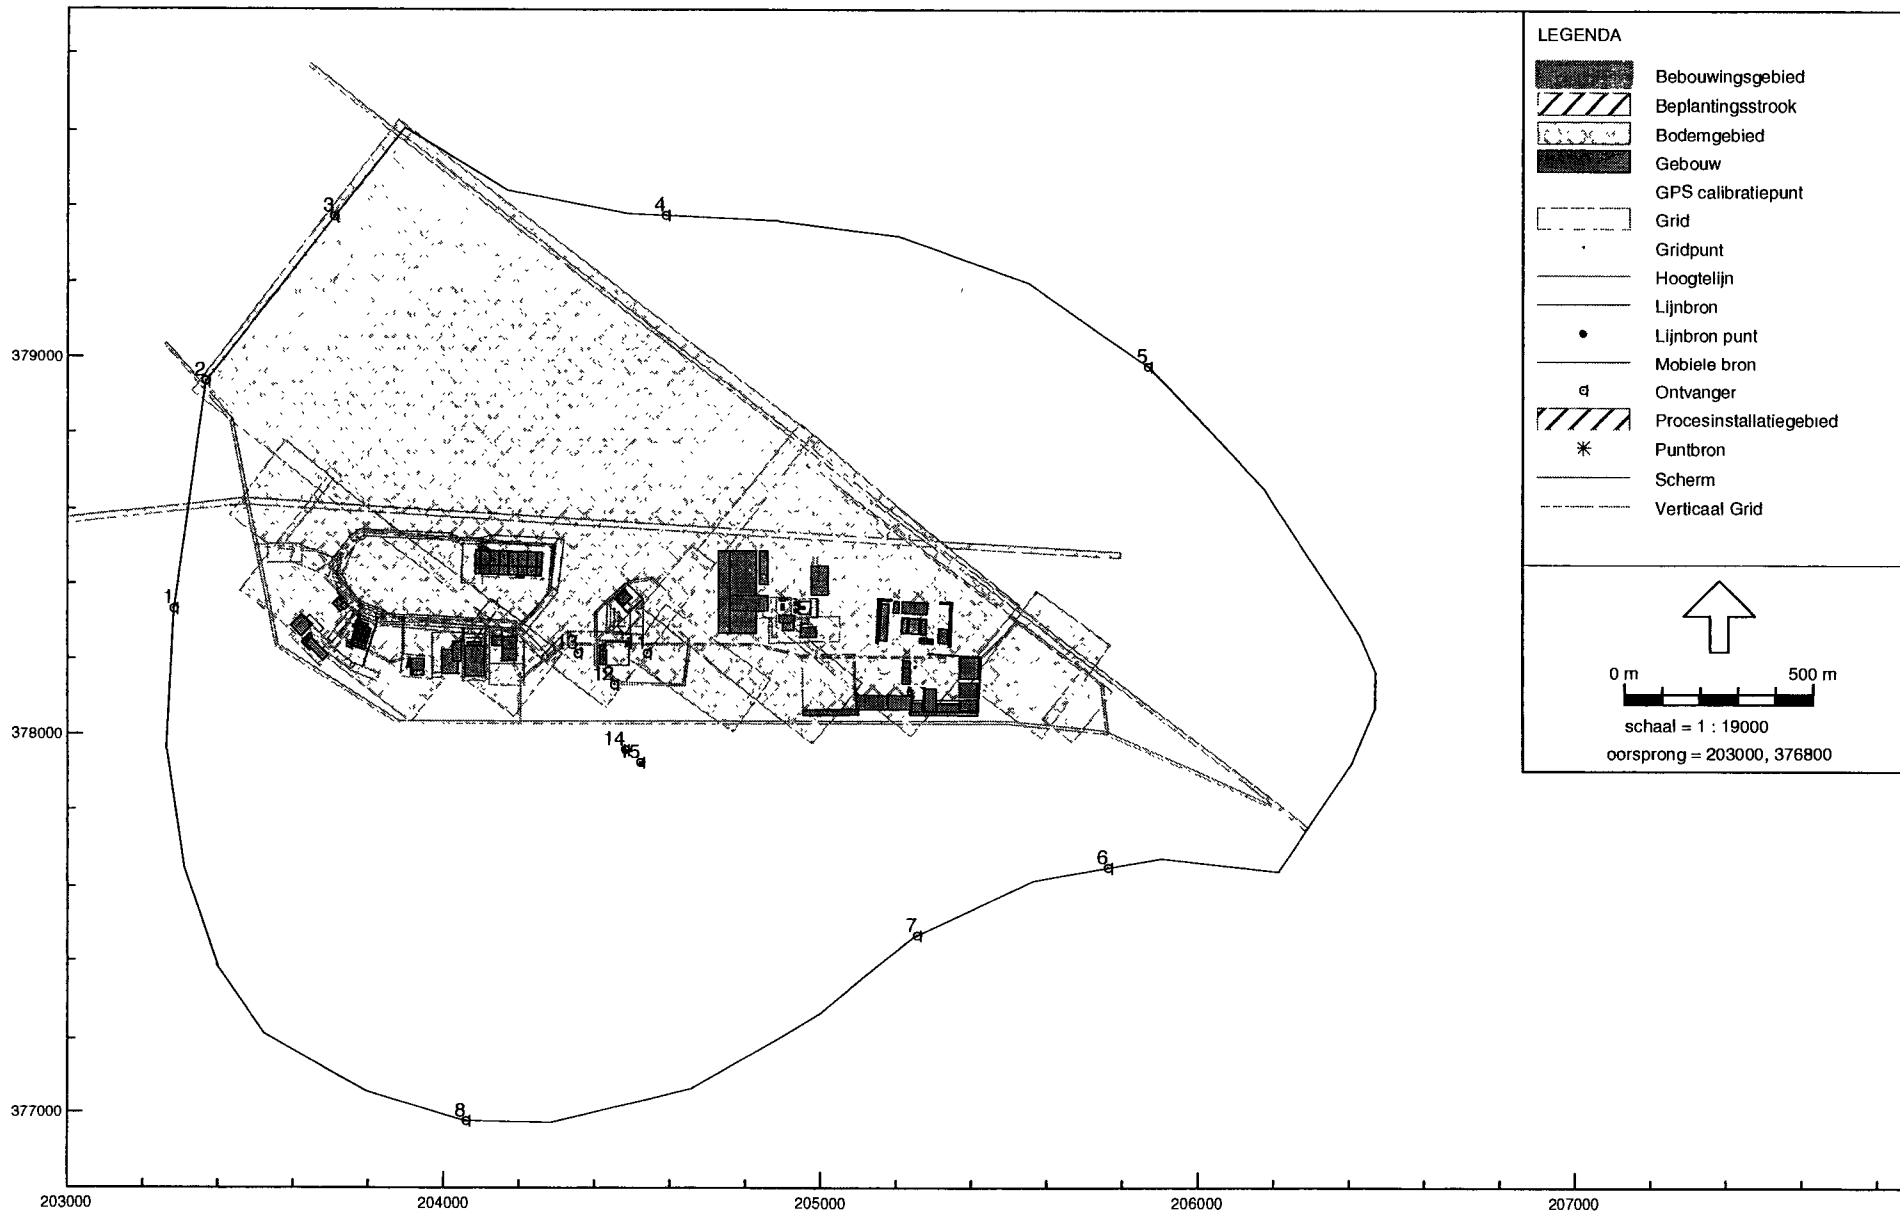 LEGENDA
Bebouwingsgebied
Beplantingsstrook
Bodemgebied
Gebouw
GPS calibratiepunt
Grid
Gridpunt
Hoogtelijn
Lijnbron
Lijnbron punt
Mobiele bron
Ontvanger
Procesinstallatiegebied
Puntbron
Scherm
Verticaal Grid
0 m 500 m
schaal = 1 : 19000
oorsprong = 203000, 376800
3
4
379000
2
5
1
2
378000
14
5
6
7
377000
8
203000 204000 205000 206000 207000